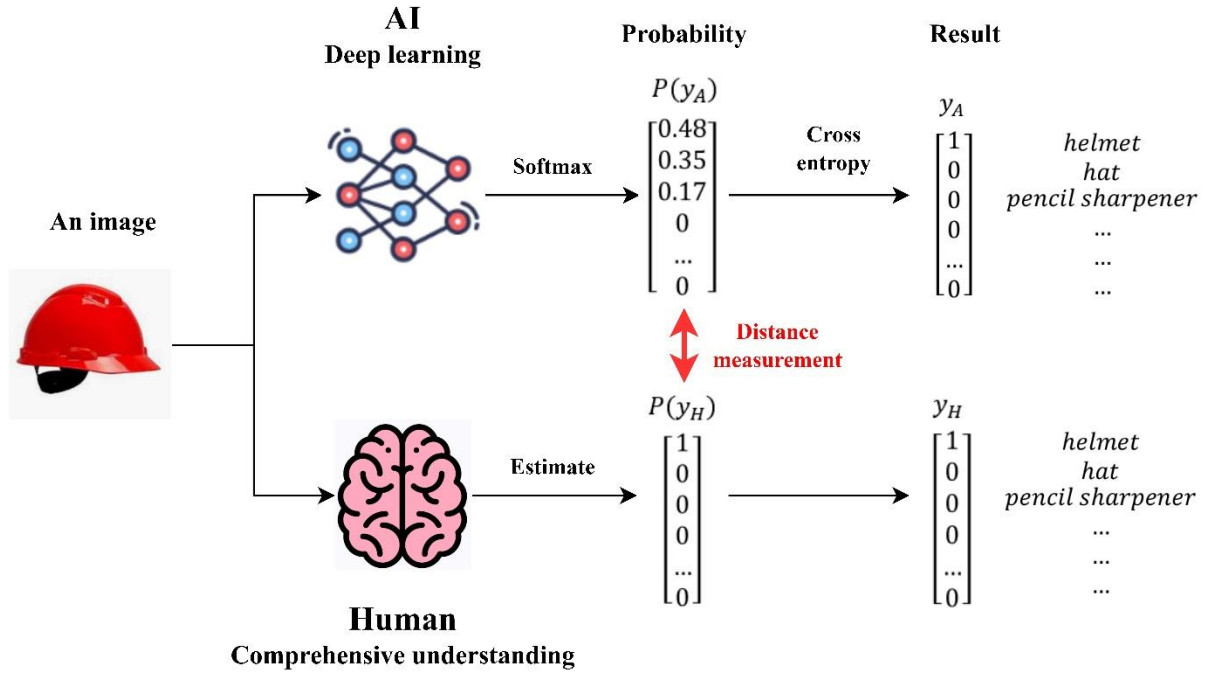 AI
Deep learning
Probability
Result
An image
Softmax
P(y_A)
[0.48
0.35
0.17
0
...
0]
Cross
entropy
y_A
[1
0
0
0
...
0]
helmet
hat
pencil sharpener
...
...
...
Distance
measurement
Human
Comprehensive understanding
Estimate
P(y_H)
[1
0
0
0
...
0]
y_H
[1
0
0
0
...
0]
helmet
hat
pencil sharpener
...
...
...